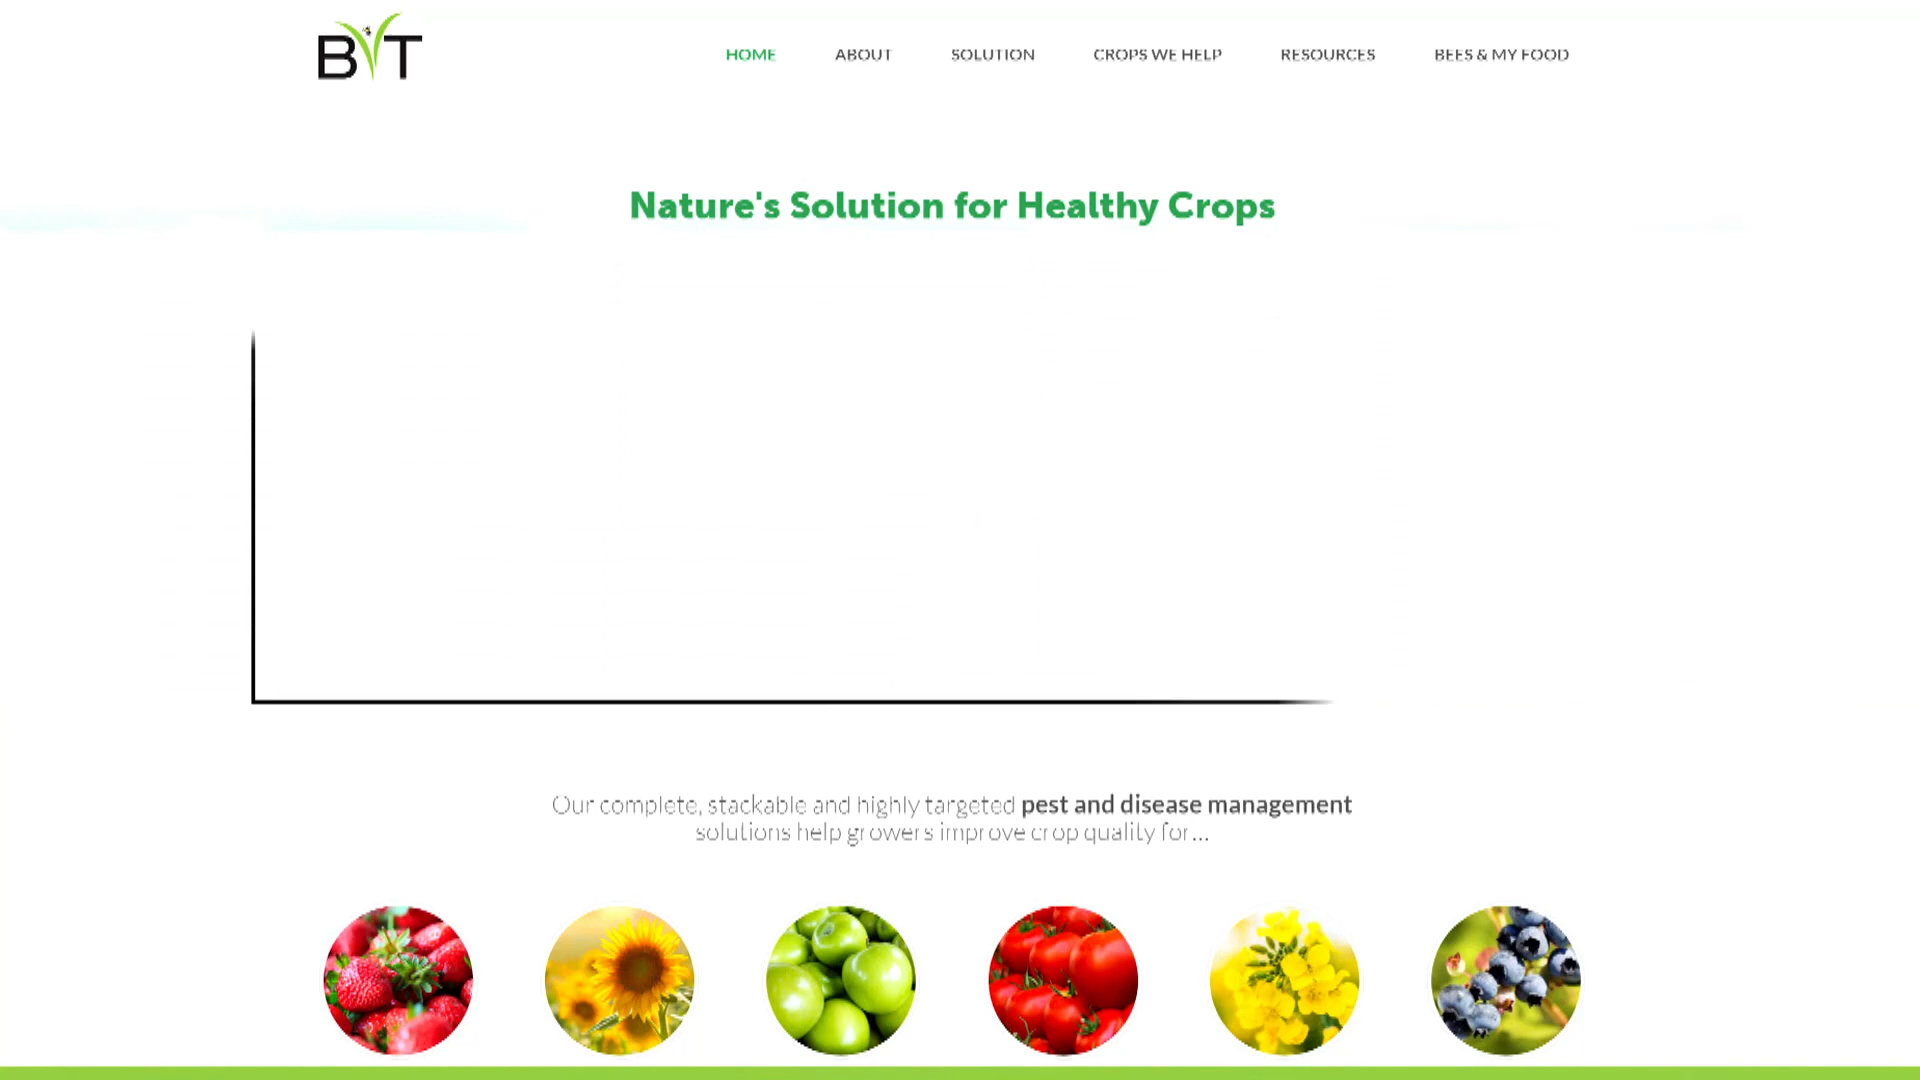 BVT
HOME ABOUT SOLUTION CROPS WE HELP RESOURCES BEES & MY FOOD
Nature's Solution for Healthy Crops
Our complete, stackable and highly targeted pest and disease management
solutions help growers improve crop quality for...